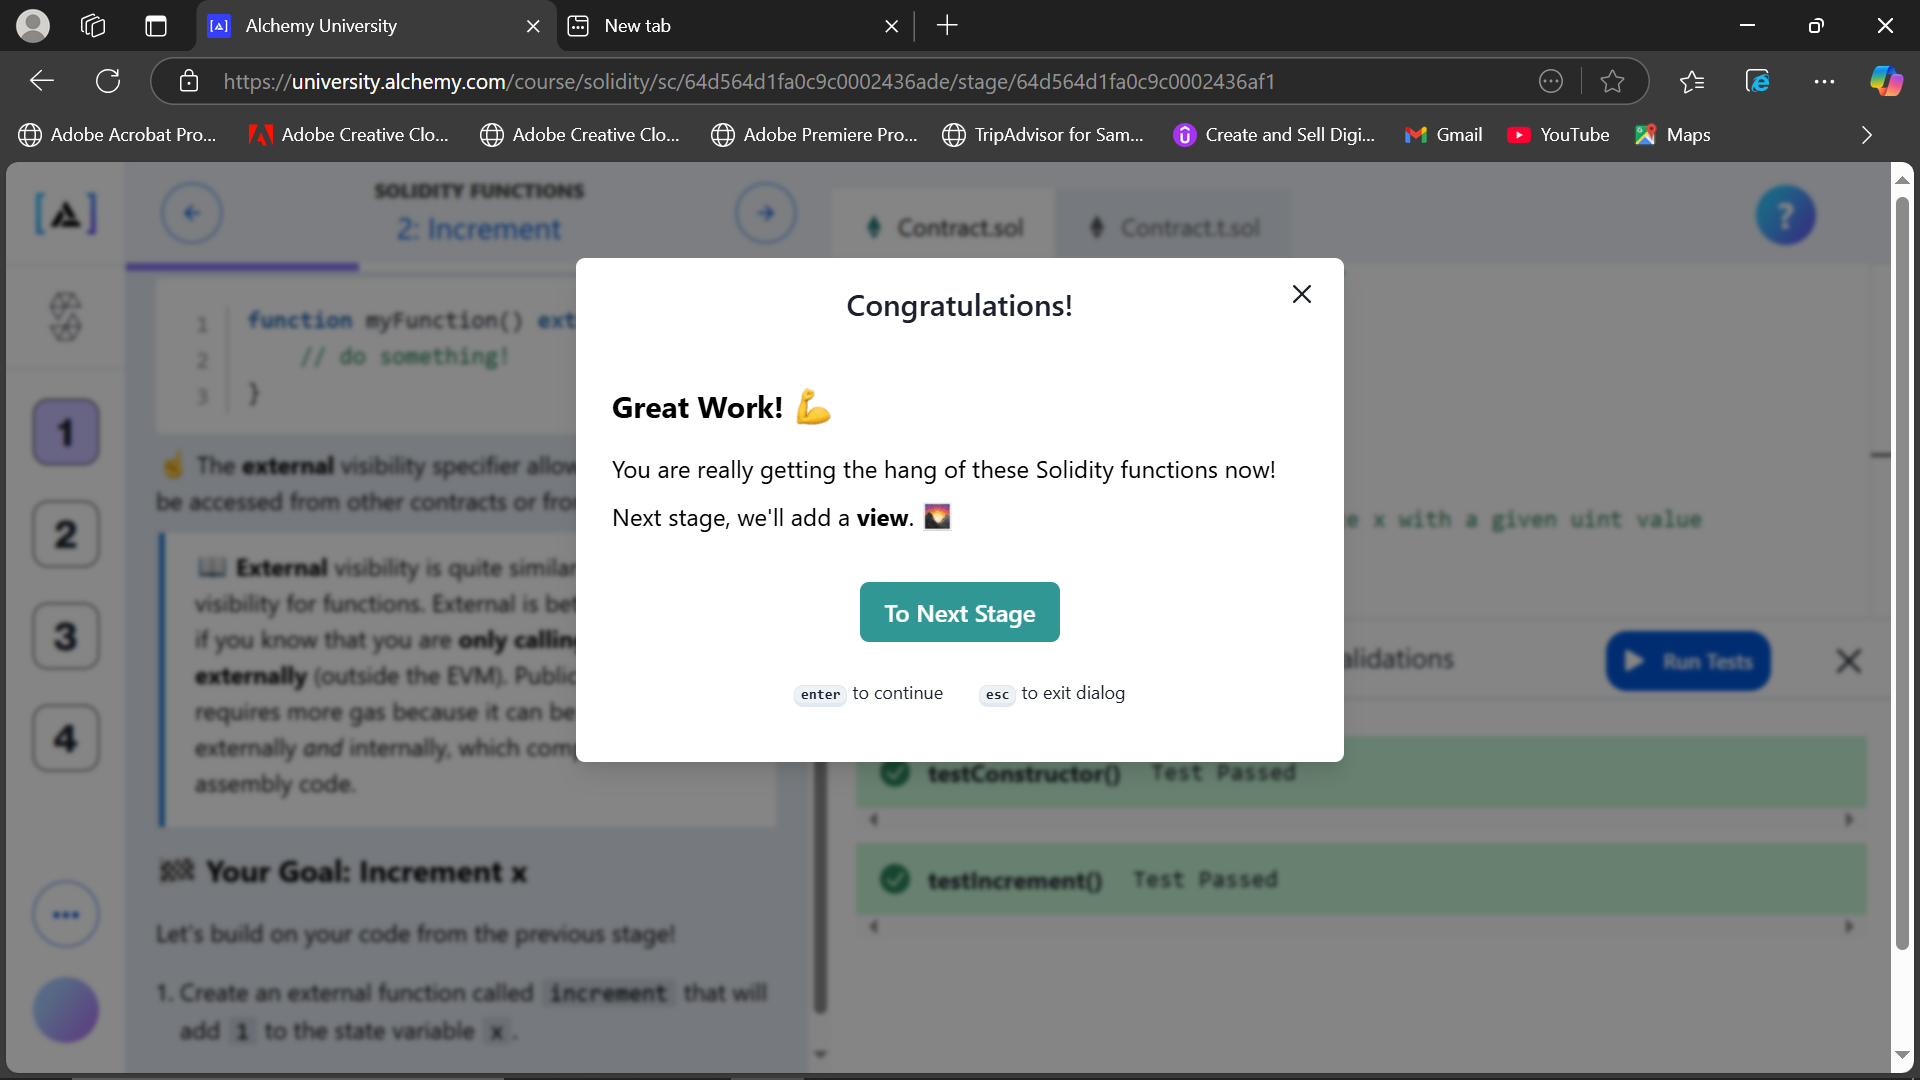 Alchemy University
New tab
https://university.alchemy.com/course/solidity/sc/64d564d1fa0c9c0002436ade/stage/64d564d1fa0c9c0002436af1
Adobe Acrobat Pro...
Adobe Creative Clo...
Adobe Creative Clo...
Adobe Premiere Pro...
TripAdvisor for Sam...
Create and Sell Digi...
Gmail
YouTube
Maps
SOLIDITY FUNCTIONS
2: Increment
Contract.sol
Contract.t.sol
?
1 function myFunction() ext
2 // do something!
3 }
1
2
3
4
☝️ The external visibility specifier allow
be accessed from other contracts or fro
📖 External visibility is quite similar
visibility for functions. External is bet
if you know that you are only calling
externally (outside the EVM). Public
requires more gas because it can be
externally and internally, which comp
assembly code.
🏁 Your Goal: Increment x
Let's build on your code from the previous stage!
1. Create an external function called increment that will
add 1 to the state variable x.
Congratulations!
Great Work! 💪
You are really getting the hang of these Solidity functions now!
Next stage, we'll add a view. 🌄
To Next Stage
enter to continue
esc to exit dialog
e x with a given uint value
alidations
Run Tests
testConstructor() Test Passed
testIncrement() Test Passed